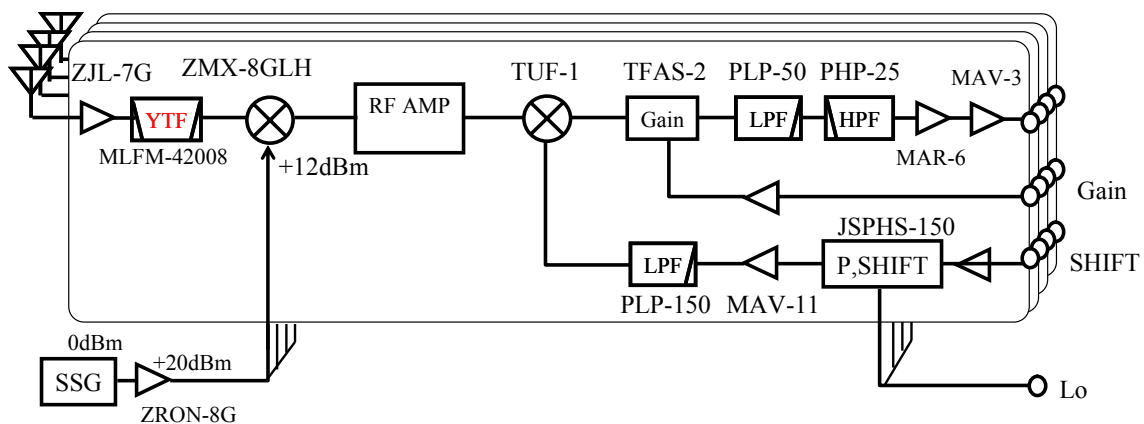 ZJL-7G ZMX-8GLH TUF-1 TFAS-2 PLP-50 PHP-25 MAV-3
YTF RF AMP Gain LPF HPF
MLFM-42008 +12dBm MAR-6
Gain
JSPHS-150
LPF P,SHIFT SHIFT
PLP-150 MAV-11
0dBm
SSG +20dBm Lo
ZRON-8G